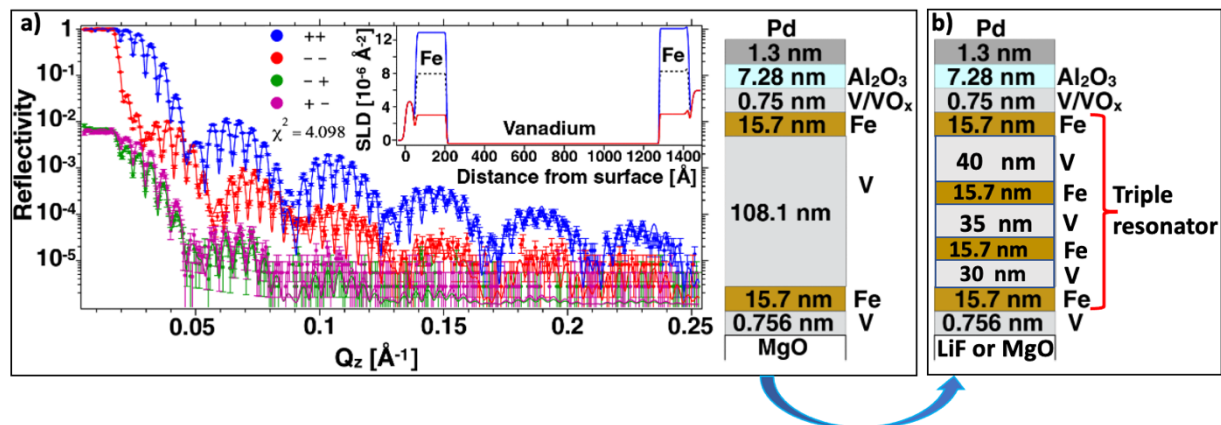 a)
1
10⁻¹
10⁻²
10⁻³
10⁻⁴
10⁻⁵
Reflectivity
0.05
0.10
0.15
0.20
0.25
Q_z [Å⁻¹]
++
--
-+
+-
χ² = 4.098
SLD [10⁻⁶ Å⁻²]
12
8
4
0
Fe
Vanadium
Fe
0 200 400 600 800 1000 1200 1400
Distance from surface [Å]
Pd
1.3 nm
7.28 nm Al₂O₃
0.75 nm V/VOₓ
15.7 nm Fe
V
108.1 nm
15.7 nm Fe
0.756 nm V
MgO
b)
Pd
1.3 nm
7.28 nm Al₂O₃
0.75 nm V/VOₓ
15.7 nm Fe
40 nm V
15.7 nm Fe
35 nm V
15.7 nm Fe
30 nm V
15.7 nm Fe
0.756 nm V
LiF or MgO
Triple
resonator